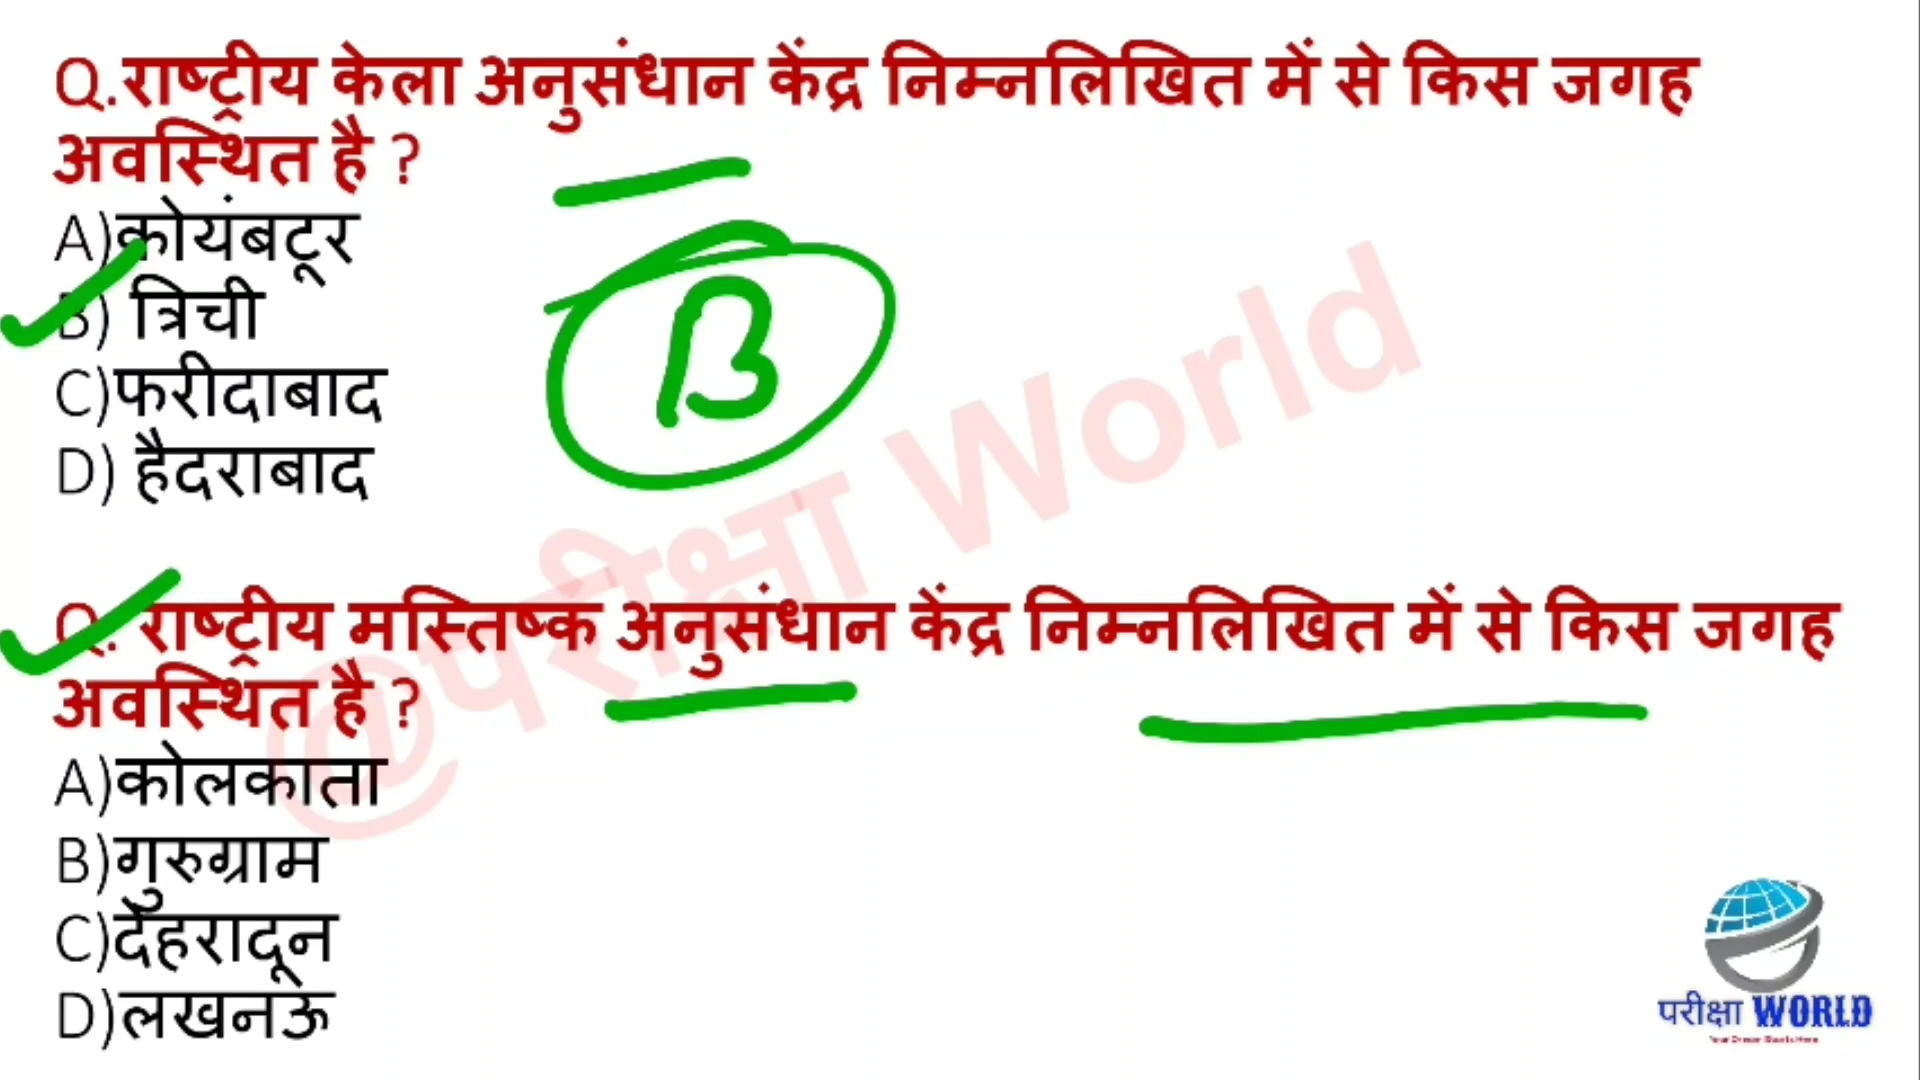 Q.राष्ट्रीय केला अनुसंधान केंद्र निम्नलिखित में से किस जगह
अवस्थित है ?
A)कोयंबटूर
B) त्रिची
B
C)फरीदाबाद
D) हैदराबाद
@परीक्षा World
Q. राष्ट्रीय मस्तिष्क अनुसंधान केंद्र निम्नलिखित में से किस जगह
अवस्थित है ?
A)कोलकाता
B)गुरुग्राम
C)देहरादून
D)लखनऊ
परीक्षा WORLD